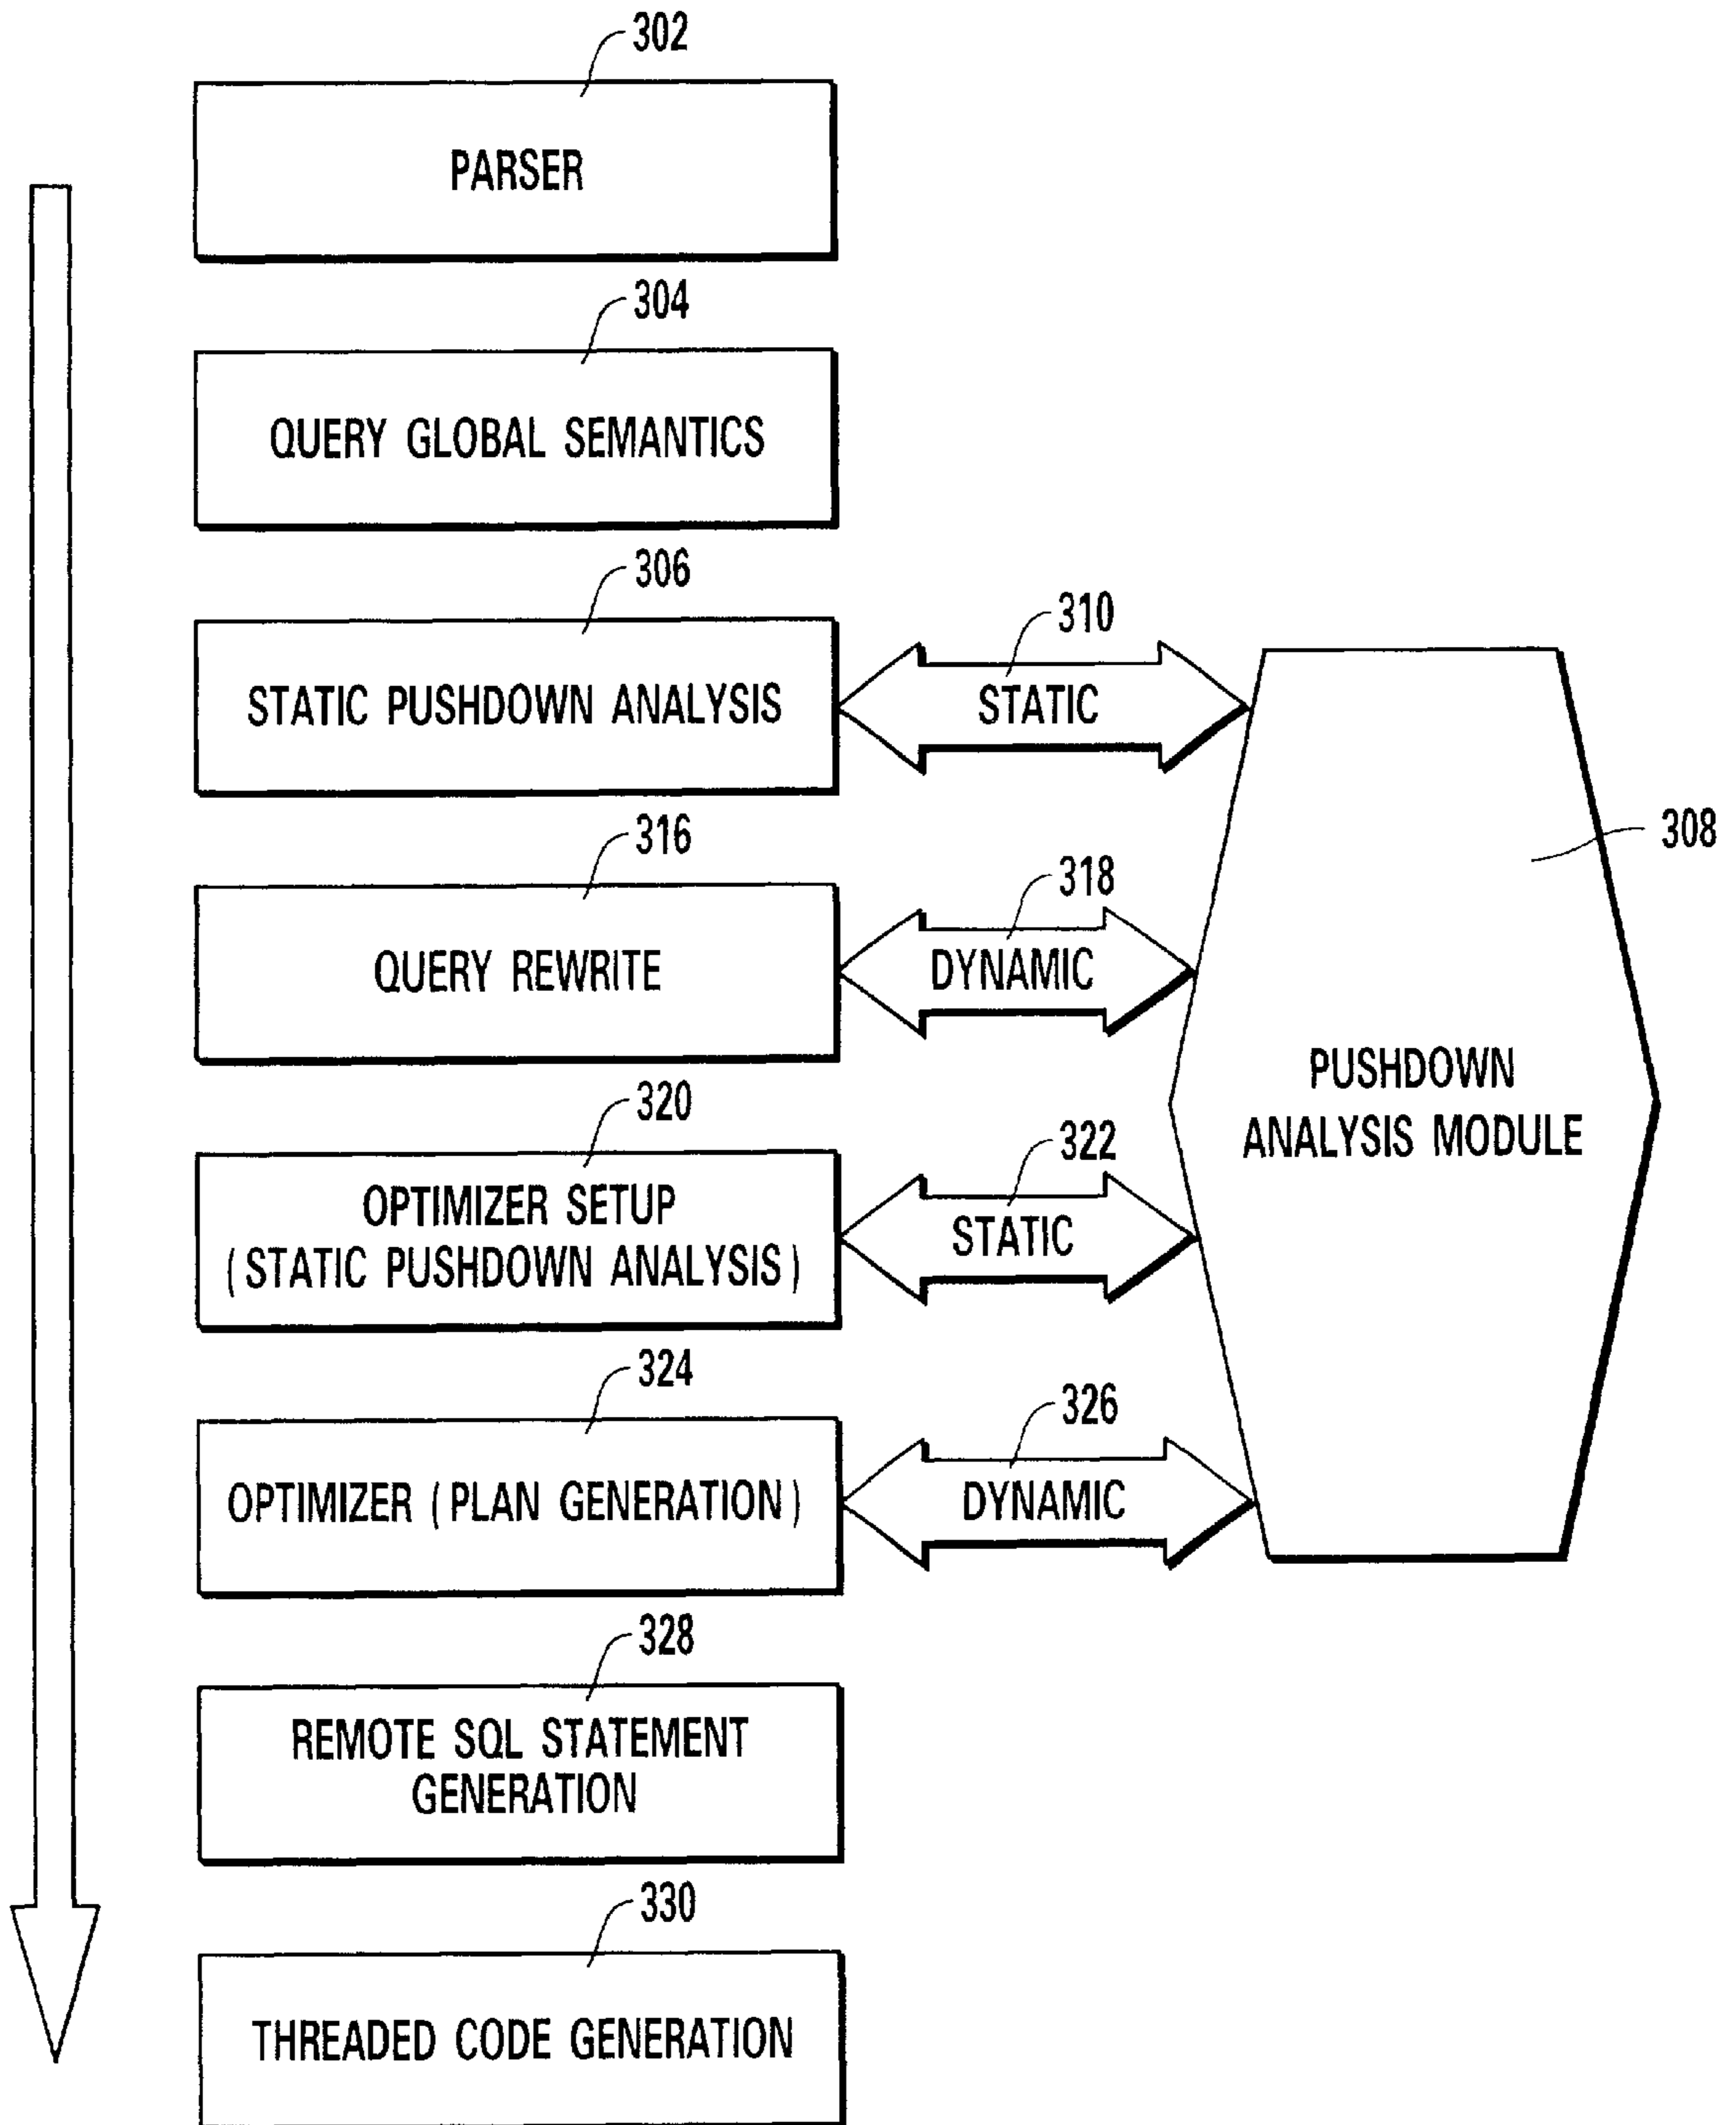 302
PARSER
304
QUERY GLOBAL SEMANTICS
306
STATIC PUSHDOWN ANALYSIS
310
STATIC
308
316
QUERY REWRITE
318
DYNAMIC
PUSHDOWN
ANALYSIS MODULE
320
OPTIMIZER SETUP
(STATIC PUSHDOWN ANALYSIS)
322
STATIC
324
OPTIMIZER (PLAN GENERATION)
326
DYNAMIC
328
REMOTE SQL STATEMENT
GENERATION
330
THREADED CODE GENERATION